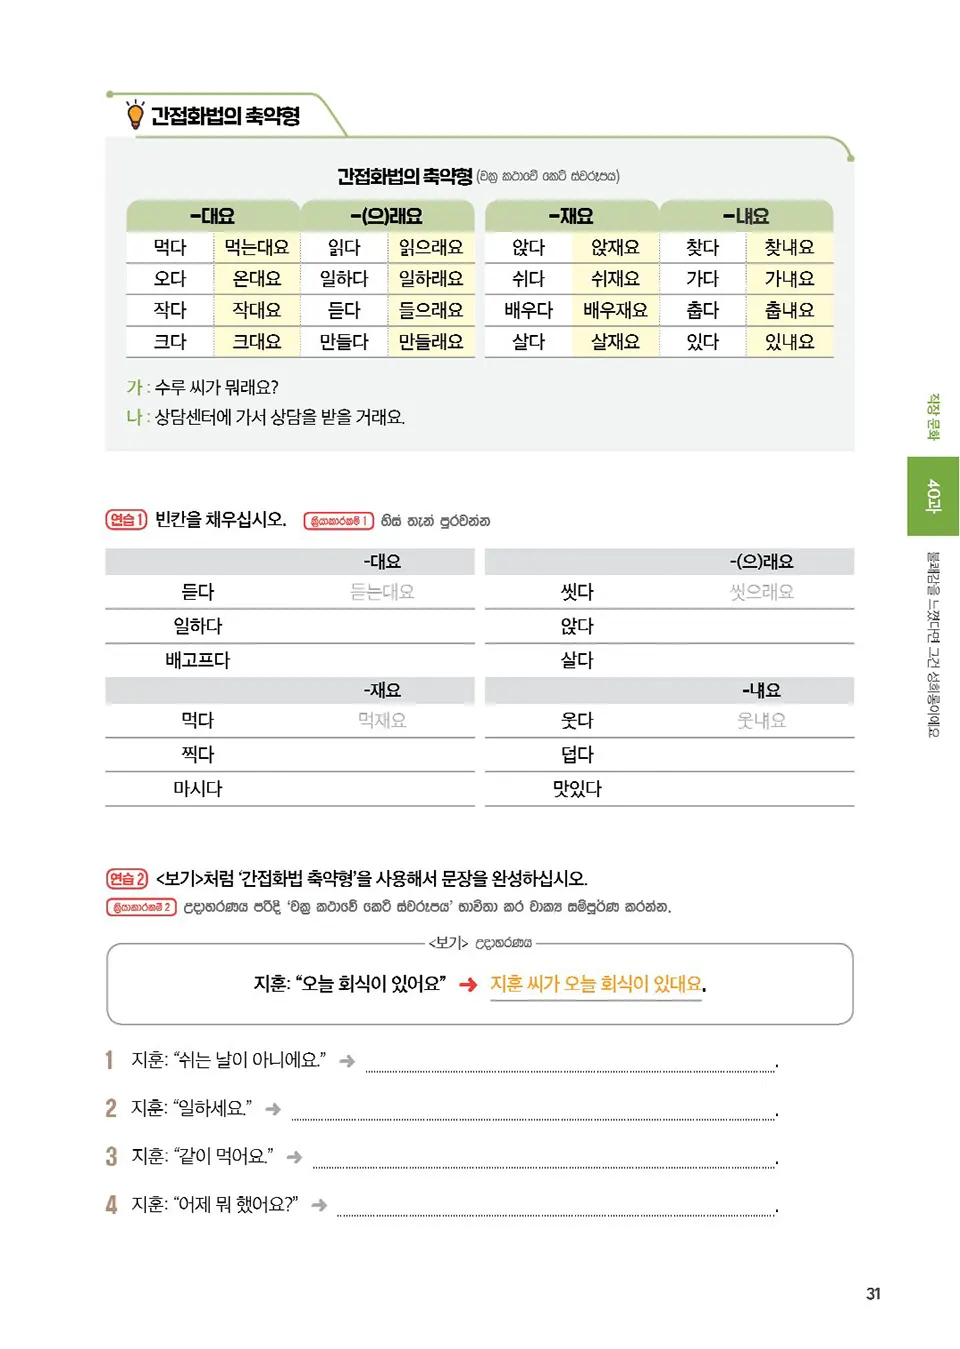 간접화법의 축약형
간접화법의 축약형 (වක්‍ර කථාවේ කෙටි ස්වරූපය)
-대요 -(으)래요 -재요 -냬요
먹다 먹는대요 읽다 읽으래요 앉다 앉재요 찾다 찾냬요
오다 온대요 일하다 일하래요 쉬다 쉬재요 가다 가냬요
작다 작대요 듣다 들으래요 배우다 배우재요 춥다 춥냬요
크다 크대요 만들다 만들래요 살다 살재요 있다 있냬요
가 : 수루 씨가 뭐래요?
나 : 상담센터에 가서 상담을 받을 거래요.
연습 1 빈칸을 채우십시오. ක්‍රියාකාරකම් 1 හිස් තැන් පුරවන්න
-대요 -(으)래요
듣다 듣는대요 씻다 씻으래요
일하다 앉다
배고프다 살다
-재요 -냬요
먹다 먹재요 웃다 웃냬요
찍다 덥다
마시다 맛있다
연습 2 <보기>처럼 ‘간접화법 축약형’을 사용해서 문장을 완성하십시오.
ක්‍රියාකාරකම් 2 උදාහරණය පරිදි ‘වක්‍ර කථාවේ කෙටි ස්වරූපය’ භාවිතා කර වාක්‍ය සම්පූර්ණ කරන්න.
<보기> උදාහරණය
지훈: “오늘 회식이 있어요” ➜ 지훈 씨가 오늘 회식이 있대요.
1 지훈: “쉬는 날이 아니에요.” ➜ .
2 지훈: “일하세요.” ➜ .
3 지훈: “같이 먹어요.” ➜ .
4 지훈: “어제 뭐 했어요?” ➜ .
직장 문화
40과
불쾌감을 느꼈다면 그건 성희롱이에요
31